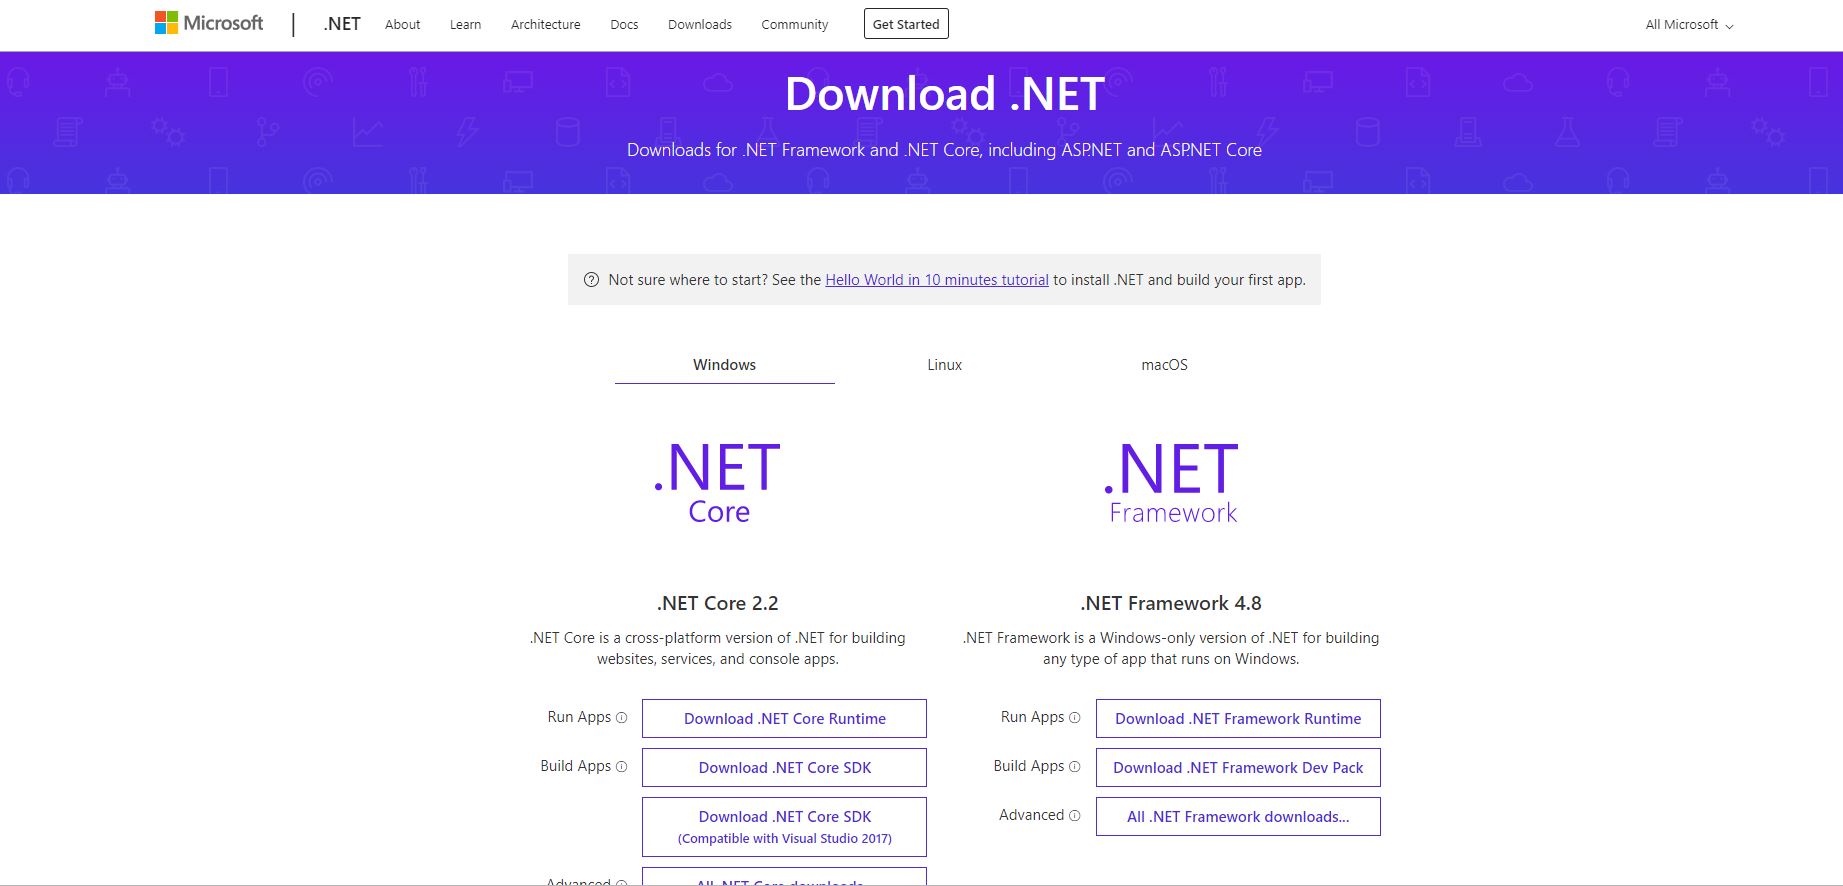 Microsoft
.NET
About
Learn
Architecture
Docs
Downloads
Community
Get Started
All Microsoft
Download .NET
Downloads for .NET Framework and .NET Core, including ASP.NET and ASP.NET Core
Not sure where to start? See the Hello World in 10 minutes tutorial to install .NET and build your first app.
Windows
Linux
macOS
.NET
Core
.NET Core 2.2
.NET Core is a cross-platform version of .NET for building
websites, services, and console apps.
Run Apps
Download .NET Core Runtime
Build Apps
Download .NET Core SDK
Download .NET Core SDK
(Compatible with Visual Studio 2017)
Advanced
All .NET Core downloads...
.NET
Framework
.NET Framework 4.8
.NET Framework is a Windows-only version of .NET for building
any type of app that runs on Windows.
Run Apps
Download .NET Framework Runtime
Build Apps
Download .NET Framework Dev Pack
Advanced
All .NET Framework downloads...